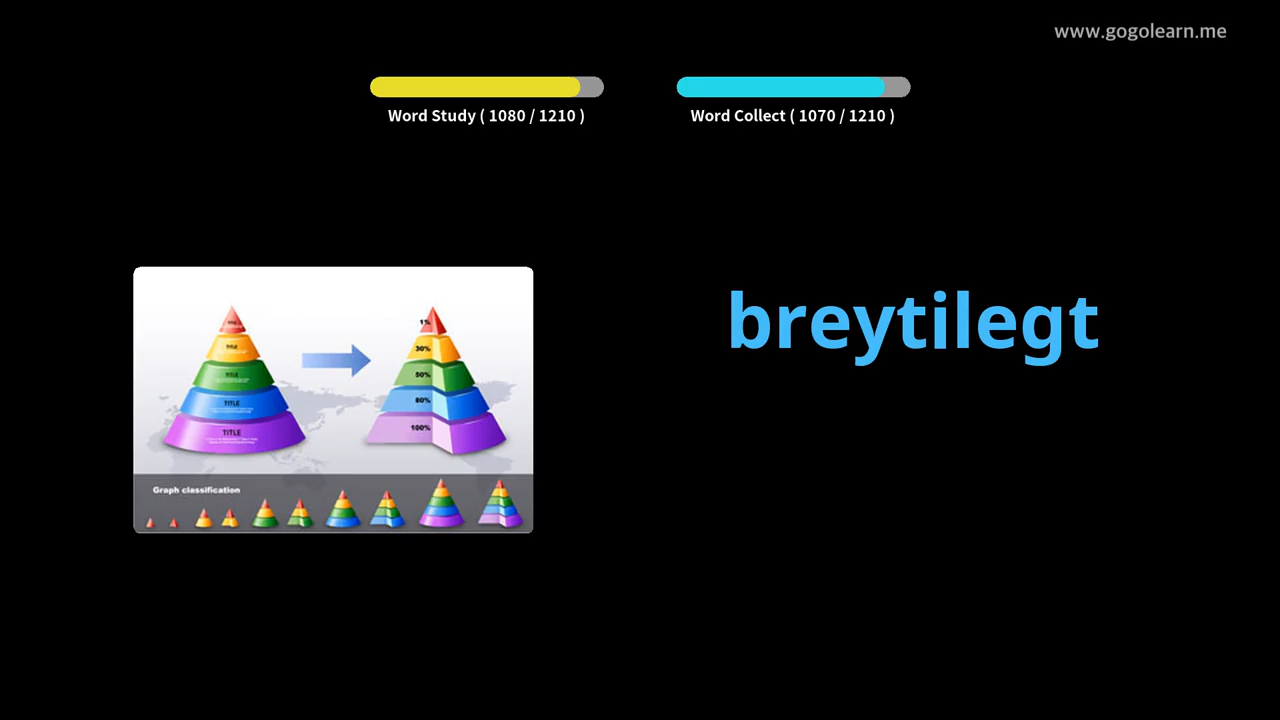 www.gogolearn.me
Word Study ( 1080 / 1210 )
Word Collect ( 1070 / 1210 )
breytilegt
TITLE
TITLE
TITLE
TITLE
1%
30%
50%
80%
100%
Graph classification